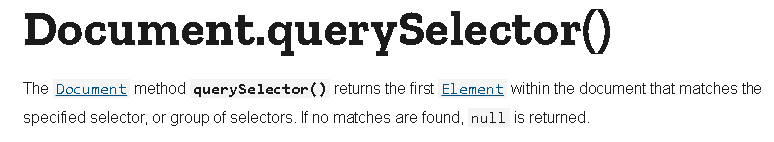 Document.querySelector()
The Document method querySelector() returns the first Element within the document that matches the
specified selector, or group of selectors. If no matches are found, null is returned.